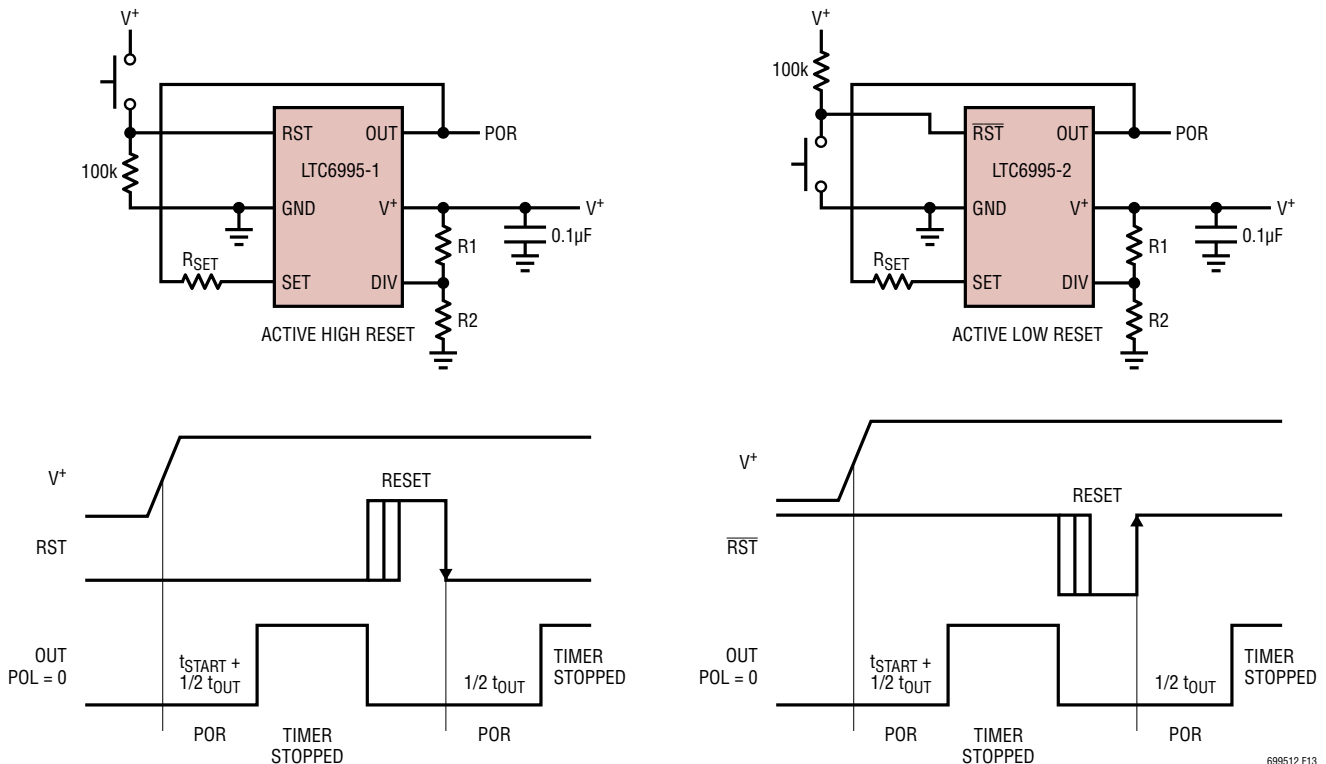 V+
100k
RST
OUT
POR
LTC6995-1
GND
V+
V+
0.1µF
R1
RSET
SET
DIV
R2
ACTIVE HIGH RESET
V+
100k
RST
OUT
POR
LTC6995-2
GND
V+
V+
0.1µF
R1
RSET
SET
DIV
R2
ACTIVE LOW RESET
V+
RESET
RST
OUT
POL = 0
tSTART +
1/2 tOUT
1/2 tOUT
TIMER
STOPPED
POR
TIMER
STOPPED
POR
V+
RESET
RST
OUT
POL = 0
tSTART +
1/2 tOUT
1/2 tOUT
TIMER
STOPPED
POR
TIMER
STOPPED
POR
699512 F13